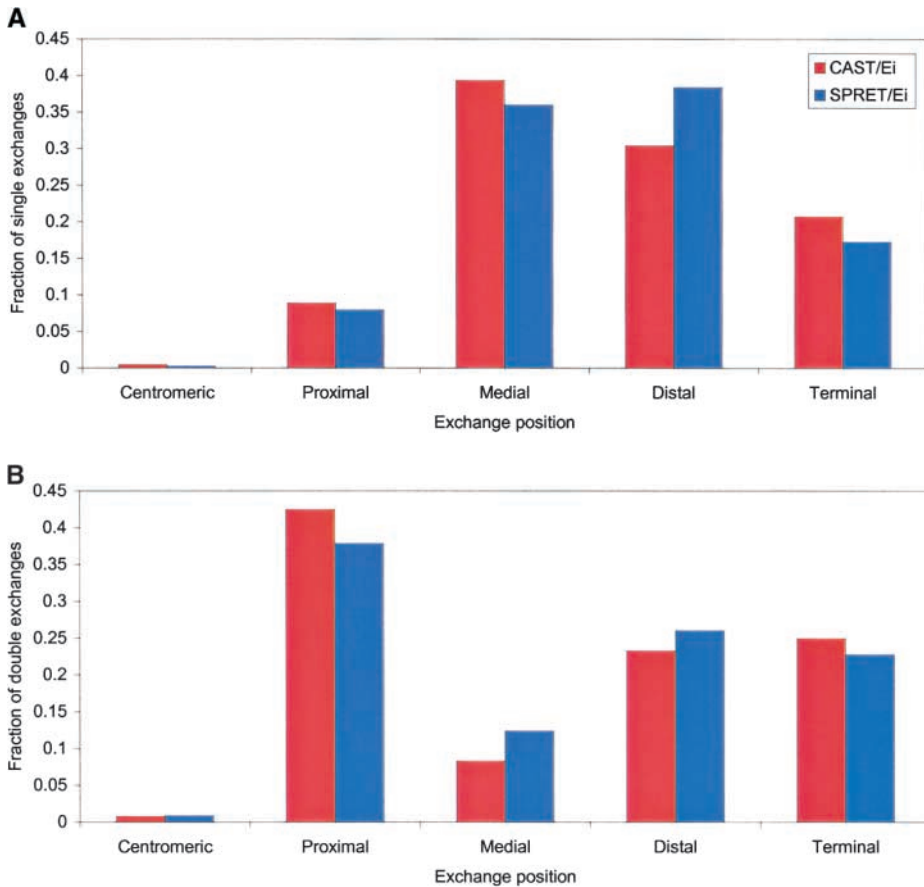 A
0.45
0.4
0.35
0.3
0.25
0.2
0.15
0.1
0.05
0
Fraction of single exchanges
CAST/Ei
SPRET/Ei
Centromeric Proximal Medial Distal Terminal
Exchange position
B
0.45
0.4
0.35
0.3
0.25
0.2
0.15
0.1
0.05
0
Fraction of double exchanges
Centromeric Proximal Medial Distal Terminal
Exchange position